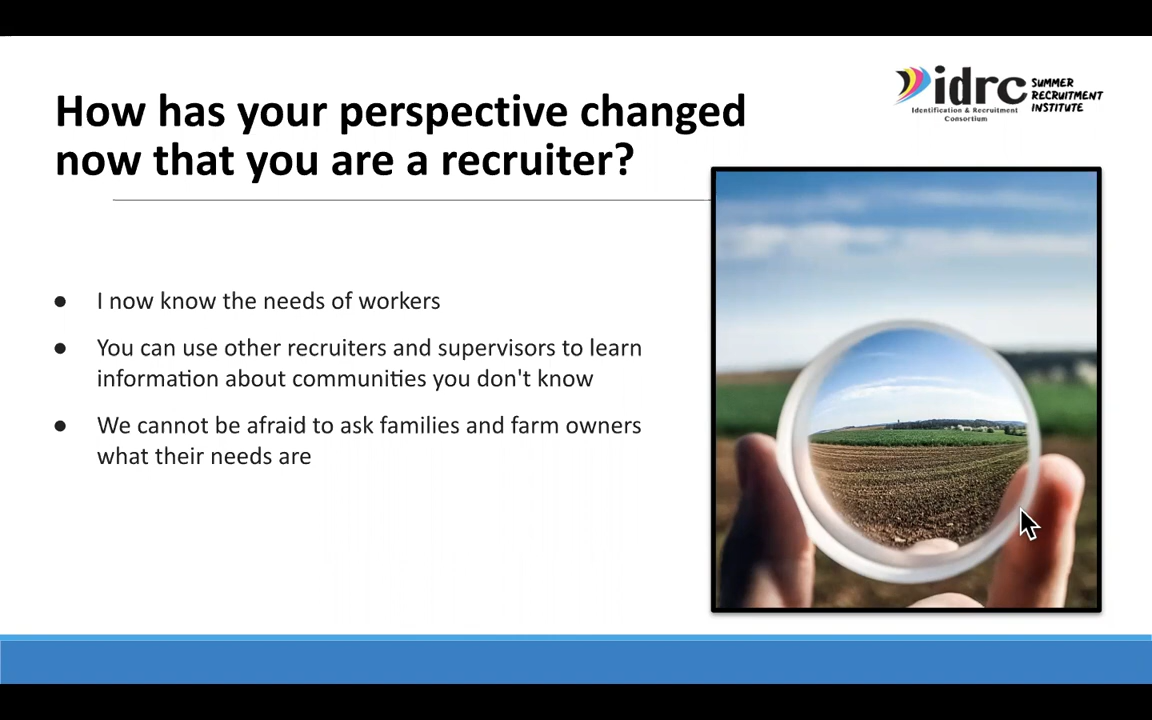 How has your perspective changed
now that you are a recruiter?
idrc
Identification & Recruitment
Consortium
SUMMER
RECRUITMENT
INSTITUTE
● I now know the needs of workers
● You can use other recruiters and supervisors to learn
information about communities you don't know
● We cannot be afraid to ask families and farm owners
what their needs are